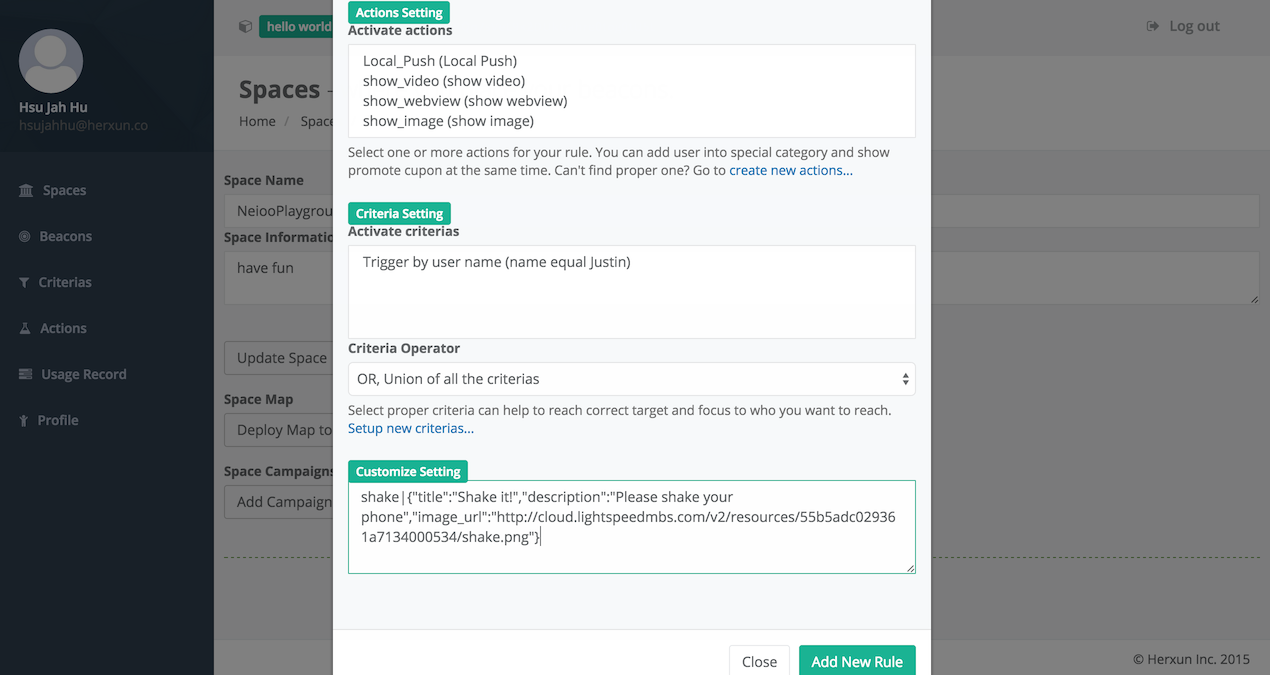 Hsu Jah Hu
hsujahhu@herxun.co
Spaces
Beacons
Criterias
Actions
Usage Record
Profile
hello world
Log out
Spaces -
Home / Space
Space Name
NeiooPlaygrou
Space Informatio
have fun
Update Space
Space Map
Deploy Map to
Space Campaigns
Add Campaign
Actions Setting
Activate actions
Local_Push (Local Push)
show_video (show video)
show_webview (show webview)
show_image (show image)
Select one or more actions for your rule. You can add user into special category and show
promote cupon at the same time. Can't find proper one? Go to create new actions...
Criteria Setting
Activate criterias
Trigger by user name (name equal Justin)
Criteria Operator
OR, Union of all the criterias
Select proper criteria can help to reach correct target and focus to who you want to reach.
Setup new criterias...
Customize Setting
shake|{"title":"Shake it!","description":"Please shake your
phone","image_url":"http://cloud.lightspeedmbs.com/v2/resources/55b5adc02936
1a7134000534/shake.png"}
Close
Add New Rule
© Herxun Inc. 2015